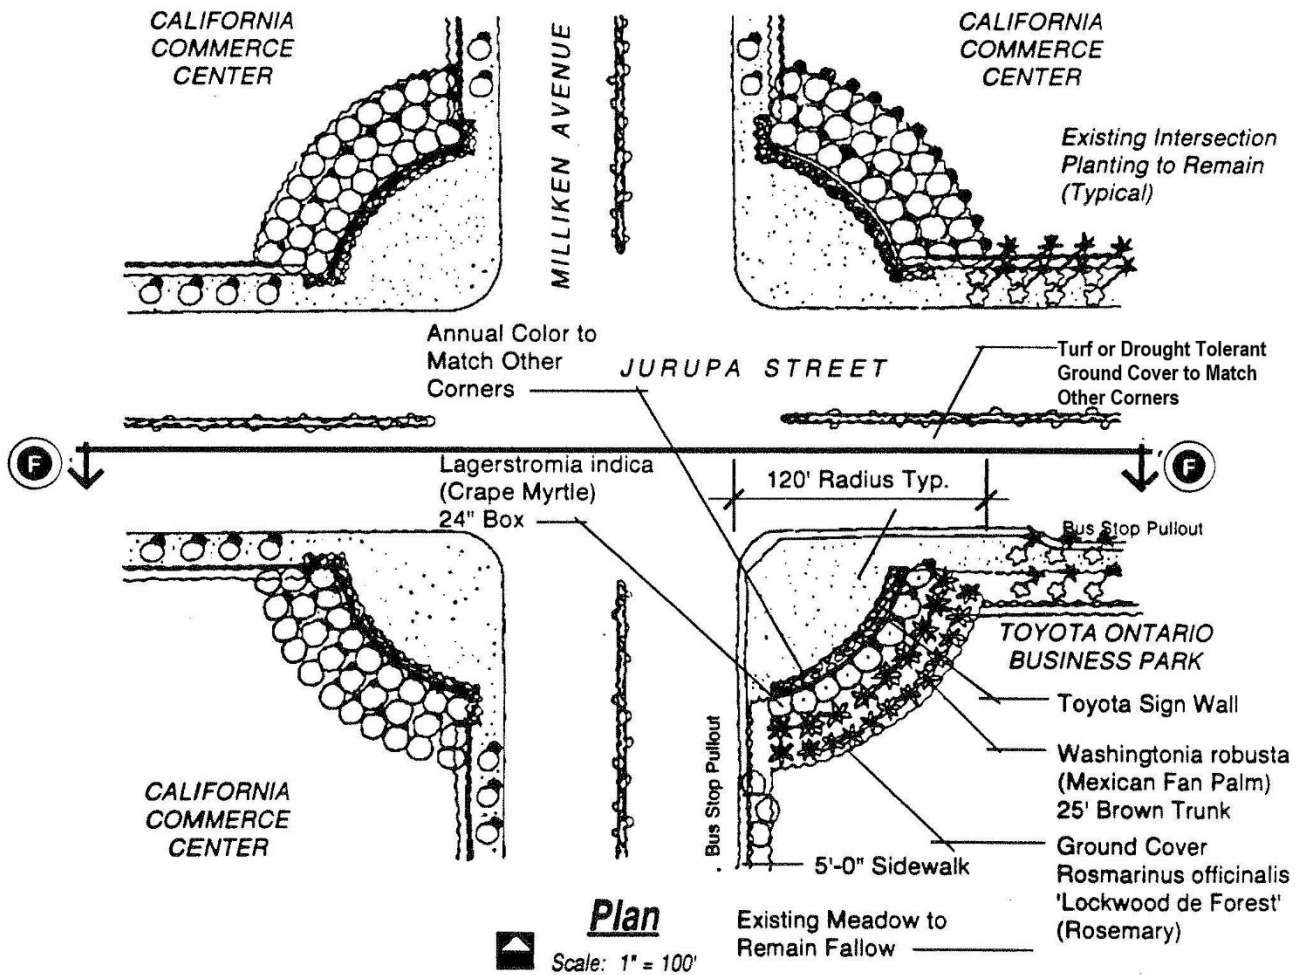 CALIFORNIA
COMMERCE
CENTER
MILLIKEN AVENUE
CALIFORNIA
COMMERCE
CENTER
Existing Intersection
Planting to Remain
(Typical)
Annual Color to
Match Other
Corners
JURUPA STREET
Turf or Drought Tolerant
Ground Cover to Match
Other Corners
F
F
Lagerstromia indica
(Crape Myrtle)
24" Box
120' Radius Typ.
Bus Stop Pullout
TOYOTA ONTARIO
BUSINESS PARK
Toyota Sign Wall
Washingtonia robusta
(Mexican Fan Palm)
25' Brown Trunk
Bus Stop Pullout
CALIFORNIA
COMMERCE
CENTER
Ground Cover
Rosmarinus officinalis
'Lockwood de Forest'
(Rosemary)
5'-0" Sidewalk
Plan
Scale: 1" = 100'
Existing Meadow to
Remain Fallow